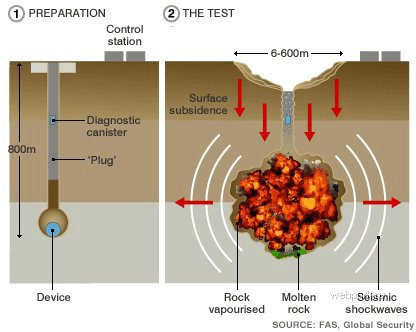 1 PREPARATION
2 THE TEST
Control
station
6-600m
Surface
subsidence
Diagnostic
canister
800m
'Plug'
Device
Rock
vapourised
Molten
rock
Seismic
shockwaves
SOURCE: FAS, Global Security